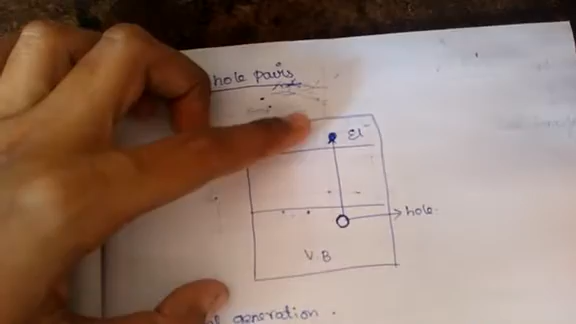 hole pairs
El⁻
hole.
V.B
generation.